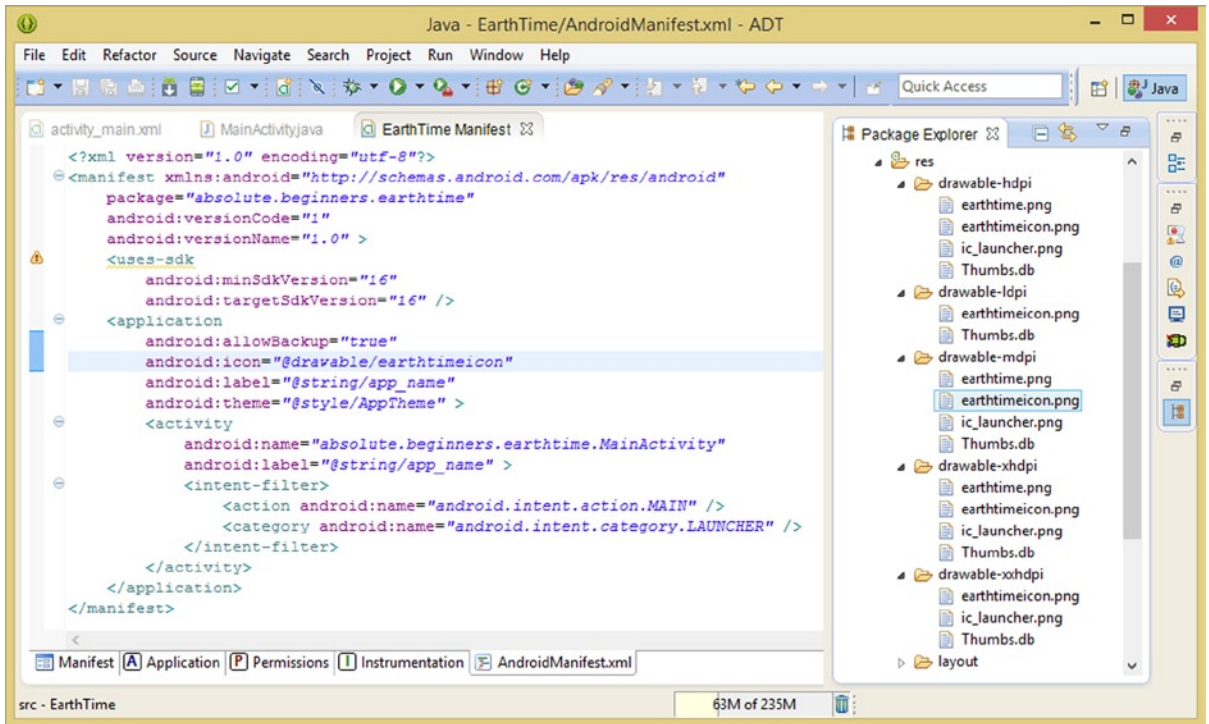 Java - EarthTime/AndroidManifest.xml - ADT
File Edit Refactor Source Navigate Search Project Run Window Help
Quick Access
Java
activity_main.xml
MainActivity.java
EarthTime Manifest
<?xml version="1.0" encoding="utf-8"?>
<manifest xmlns:android="http://schemas.android.com/apk/res/android"
package="absolute.beginners.earthtime"
android:versionCode="1"
android:versionName="1.0" >
<uses-sdk
android:minSdkVersion="16"
android:targetSdkVersion="16" />
<application
android:allowBackup="true"
android:icon="@drawable/earthtimeicon"
android:label="@string/app_name"
android:theme="@style/AppTheme" >
<activity
android:name="absolute.beginners.earthtime.MainActivity"
android:label="@string/app_name" >
<intent-filter>
<action android:name="android.intent.action.MAIN" />
<category android:name="android.intent.category.LAUNCHER" />
</intent-filter>
</activity>
</application>
</manifest>
Manifest
A Application
P Permissions
I Instrumentation
AndroidManifest.xml
Package Explorer
res
drawable-hdpi
earthtime.png
earthtimeicon.png
ic_launcher.png
Thumbs.db
drawable-ldpi
earthtimeicon.png
Thumbs.db
drawable-mdpi
earthtime.png
earthtimeicon.png
ic_launcher.png
Thumbs.db
drawable-xhdpi
earthtime.png
earthtimeicon.png
ic_launcher.png
Thumbs.db
drawable-xxhdpi
earthtimeicon.png
ic_launcher.png
Thumbs.db
layout
src - EarthTime
63M of 235M